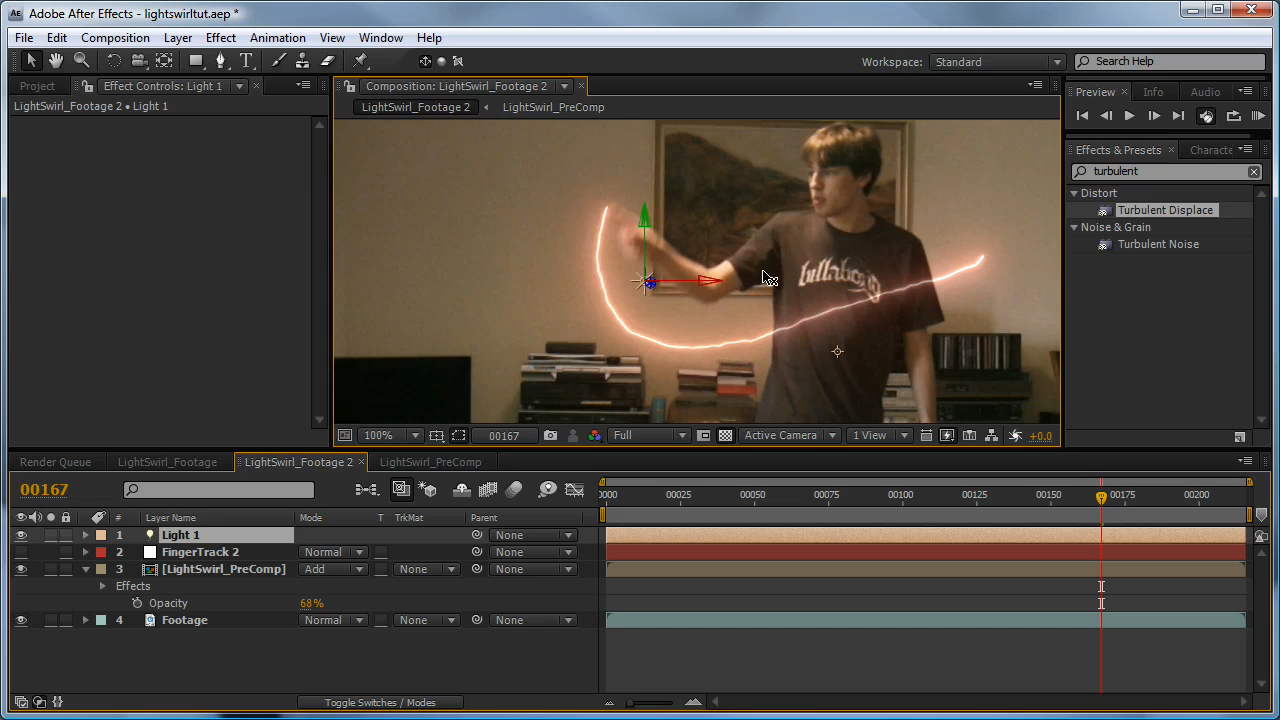 Adobe After Effects - lightswirltut.aep *
File Edit Composition Layer Effect Animation View Window Help
Workspace: Standard Search Help
Project Effect Controls: Light 1 Composition: LightSwirl_Footage 2 Preview Info Audio
LightSwirl_Footage 2 • Light 1 LightSwirl_Footage 2 LightSwirl_PreComp
Effects & Presets Characte
turbulent
Distort
Turbulent Displace
Noise & Grain
Turbulent Noise
billabong
100% 00167 Full Active Camera 1 View +0.0
Render Queue LightSwirl_Footage LightSwirl_Footage 2 LightSwirl_PreComp
00167 0000 00025 00050 00075 00100 00125 00150 00175 00200
# Layer Name Mode T TrkMat Parent
1 Light 1 None
2 FingerTrack 2 Normal None
3 [LightSwirl_PreComp] Add None None
Effects
Opacity 68%
4 Footage Normal None None
Toggle Switches / Modes